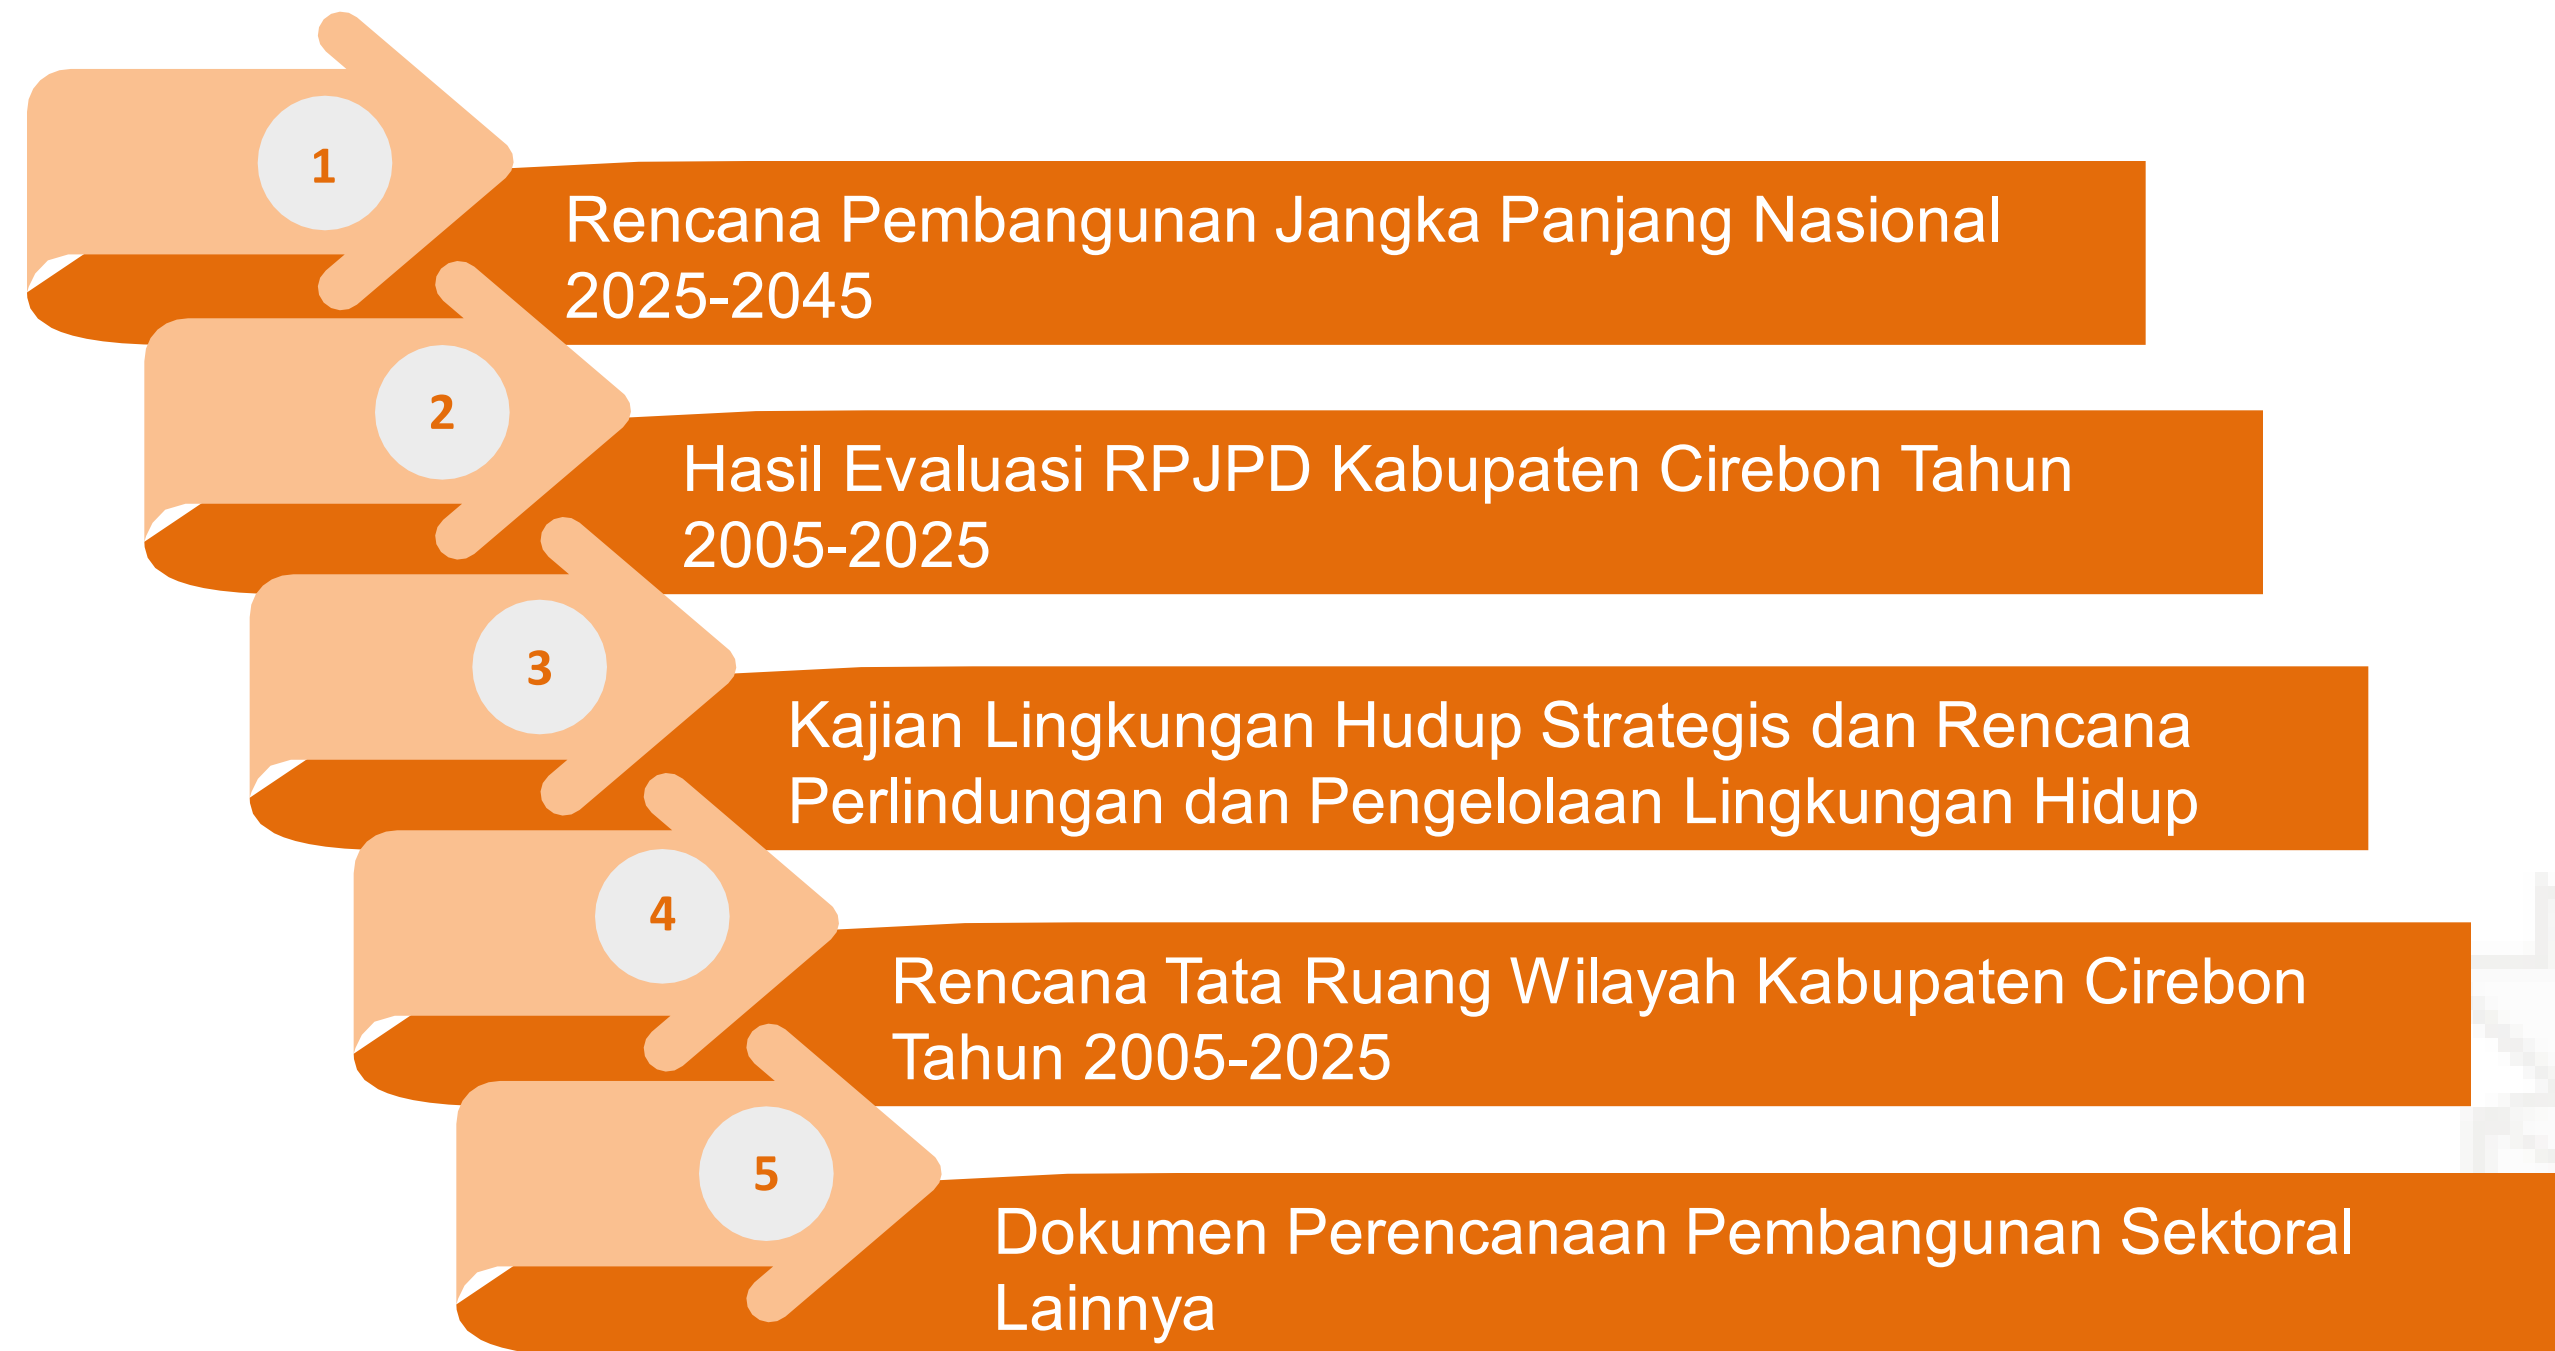 1
Rencana Pembangunan Jangka Panjang Nasional
2025-2045
2
Hasil Evaluasi RPJPD Kabupaten Cirebon Tahun
2005-2025
3
Kajian Lingkungan Hudup Strategis dan Rencana
Perlindungan dan Pengelolaan Lingkungan Hidup
4
Rencana Tata Ruang Wilayah Kabupaten Cirebon
Tahun 2005-2025
5
Dokumen Perencanaan Pembangunan Sektoral
Lainnya